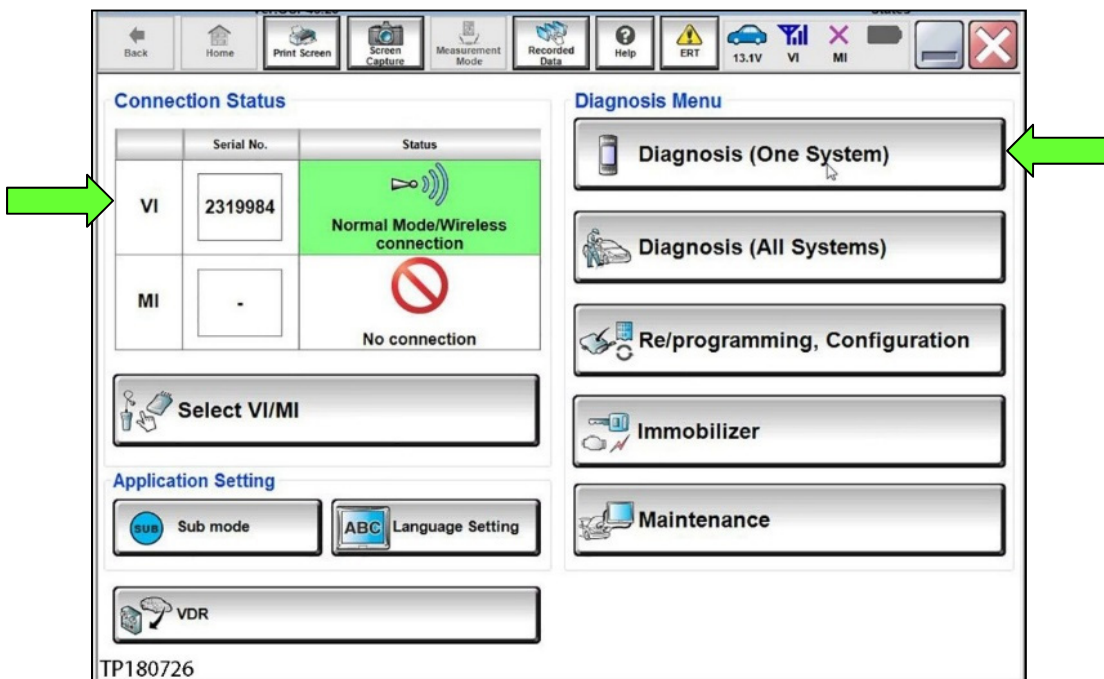 Back
Home
Print Screen
Screen
Capture
Measurement
Mode
Recorded
Data
Help
ERT
13.1V
VI
MI
Connection Status
Serial No.
Status
VI
2319984
Normal Mode/Wireless
connection
MI
-
No connection
Select VI/MI
Application Setting
SUB
Sub mode
ABC
Language Setting
VDR
Diagnosis Menu
Diagnosis (One System)
Diagnosis (All Systems)
Re/programming, Configuration
Immobilizer
Maintenance
TP180726